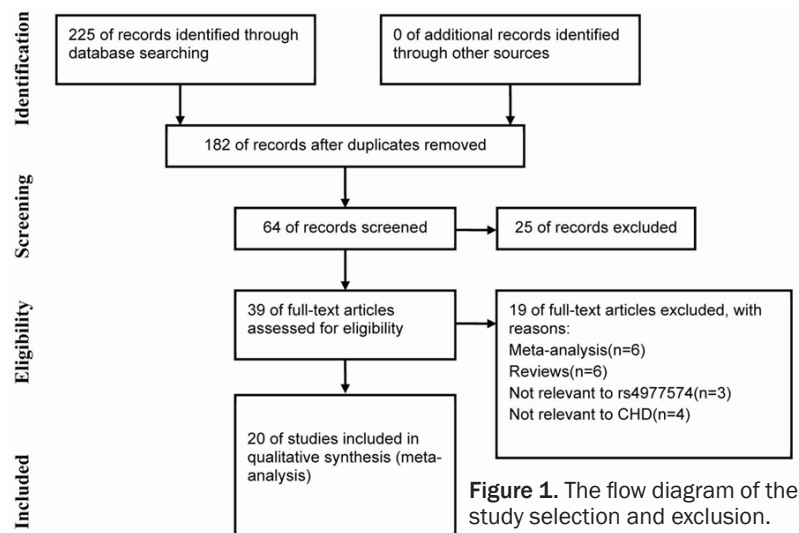 Identification
225 of records identified through
database searching
0 of additional records identified
through other sources
182 of records after duplicates removed
Screening
64 of records screened
25 of records excluded
Eligibility
39 of full-text articles
assessed for eligibility
19 of full-text articles excluded, with
reasons:
Meta-analysis(n=6)
Reviews(n=6)
Not relevant to rs4977574(n=3)
Not relevant to CHD(n=4)
Included
20 of studies included in
qualitative synthesis (meta-
analysis)
Figure 1. The flow diagram of the
study selection and exclusion.